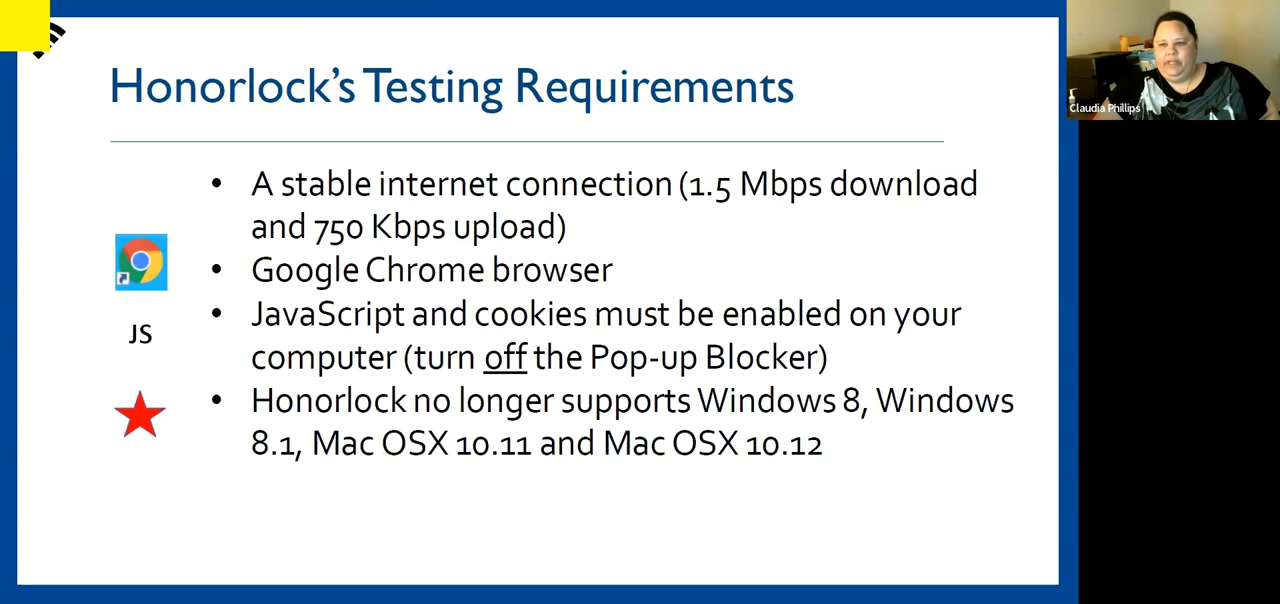 Honorlock's Testing Requirements
Claudia Phillips
• A stable internet connection (1.5 Mbps download
and 750 Kbps upload)
• Google Chrome browser
JS
• JavaScript and cookies must be enabled on your
computer (turn off the Pop-up Blocker)
• Honorlock no longer supports Windows 8, Windows
8.1, Mac OSX 10.11 and Mac OSX 10.12